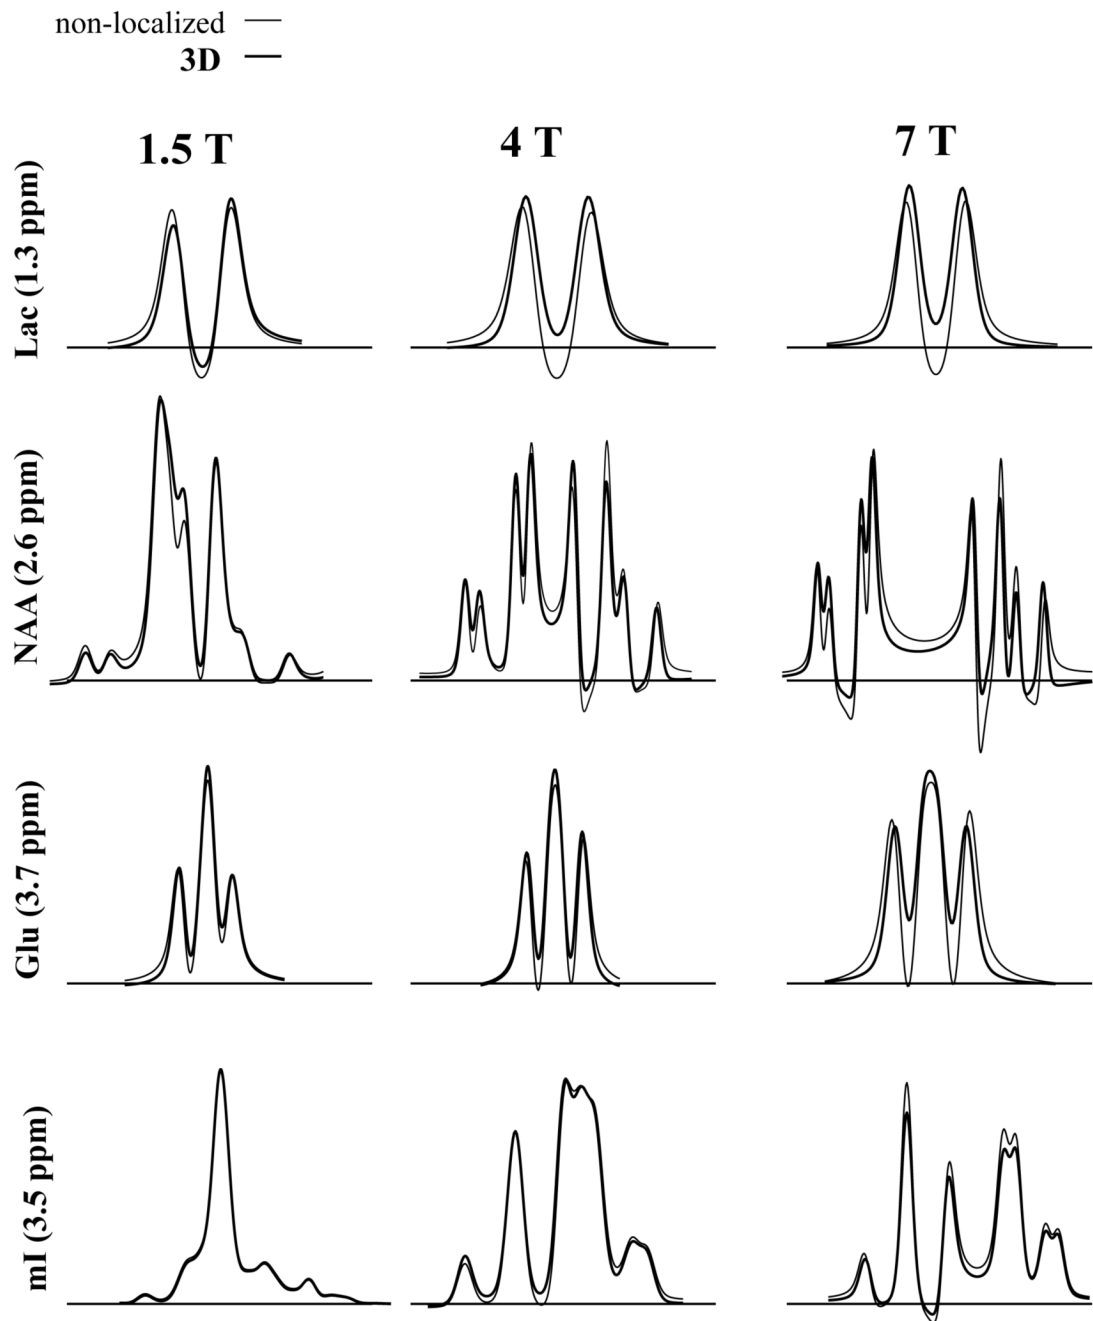 non-localized
3D
1.5 T
4 T
7 T
Lac (1.3 ppm)
NAA (2.6 ppm)
Glu (3.7 ppm)
mI (3.5 ppm)